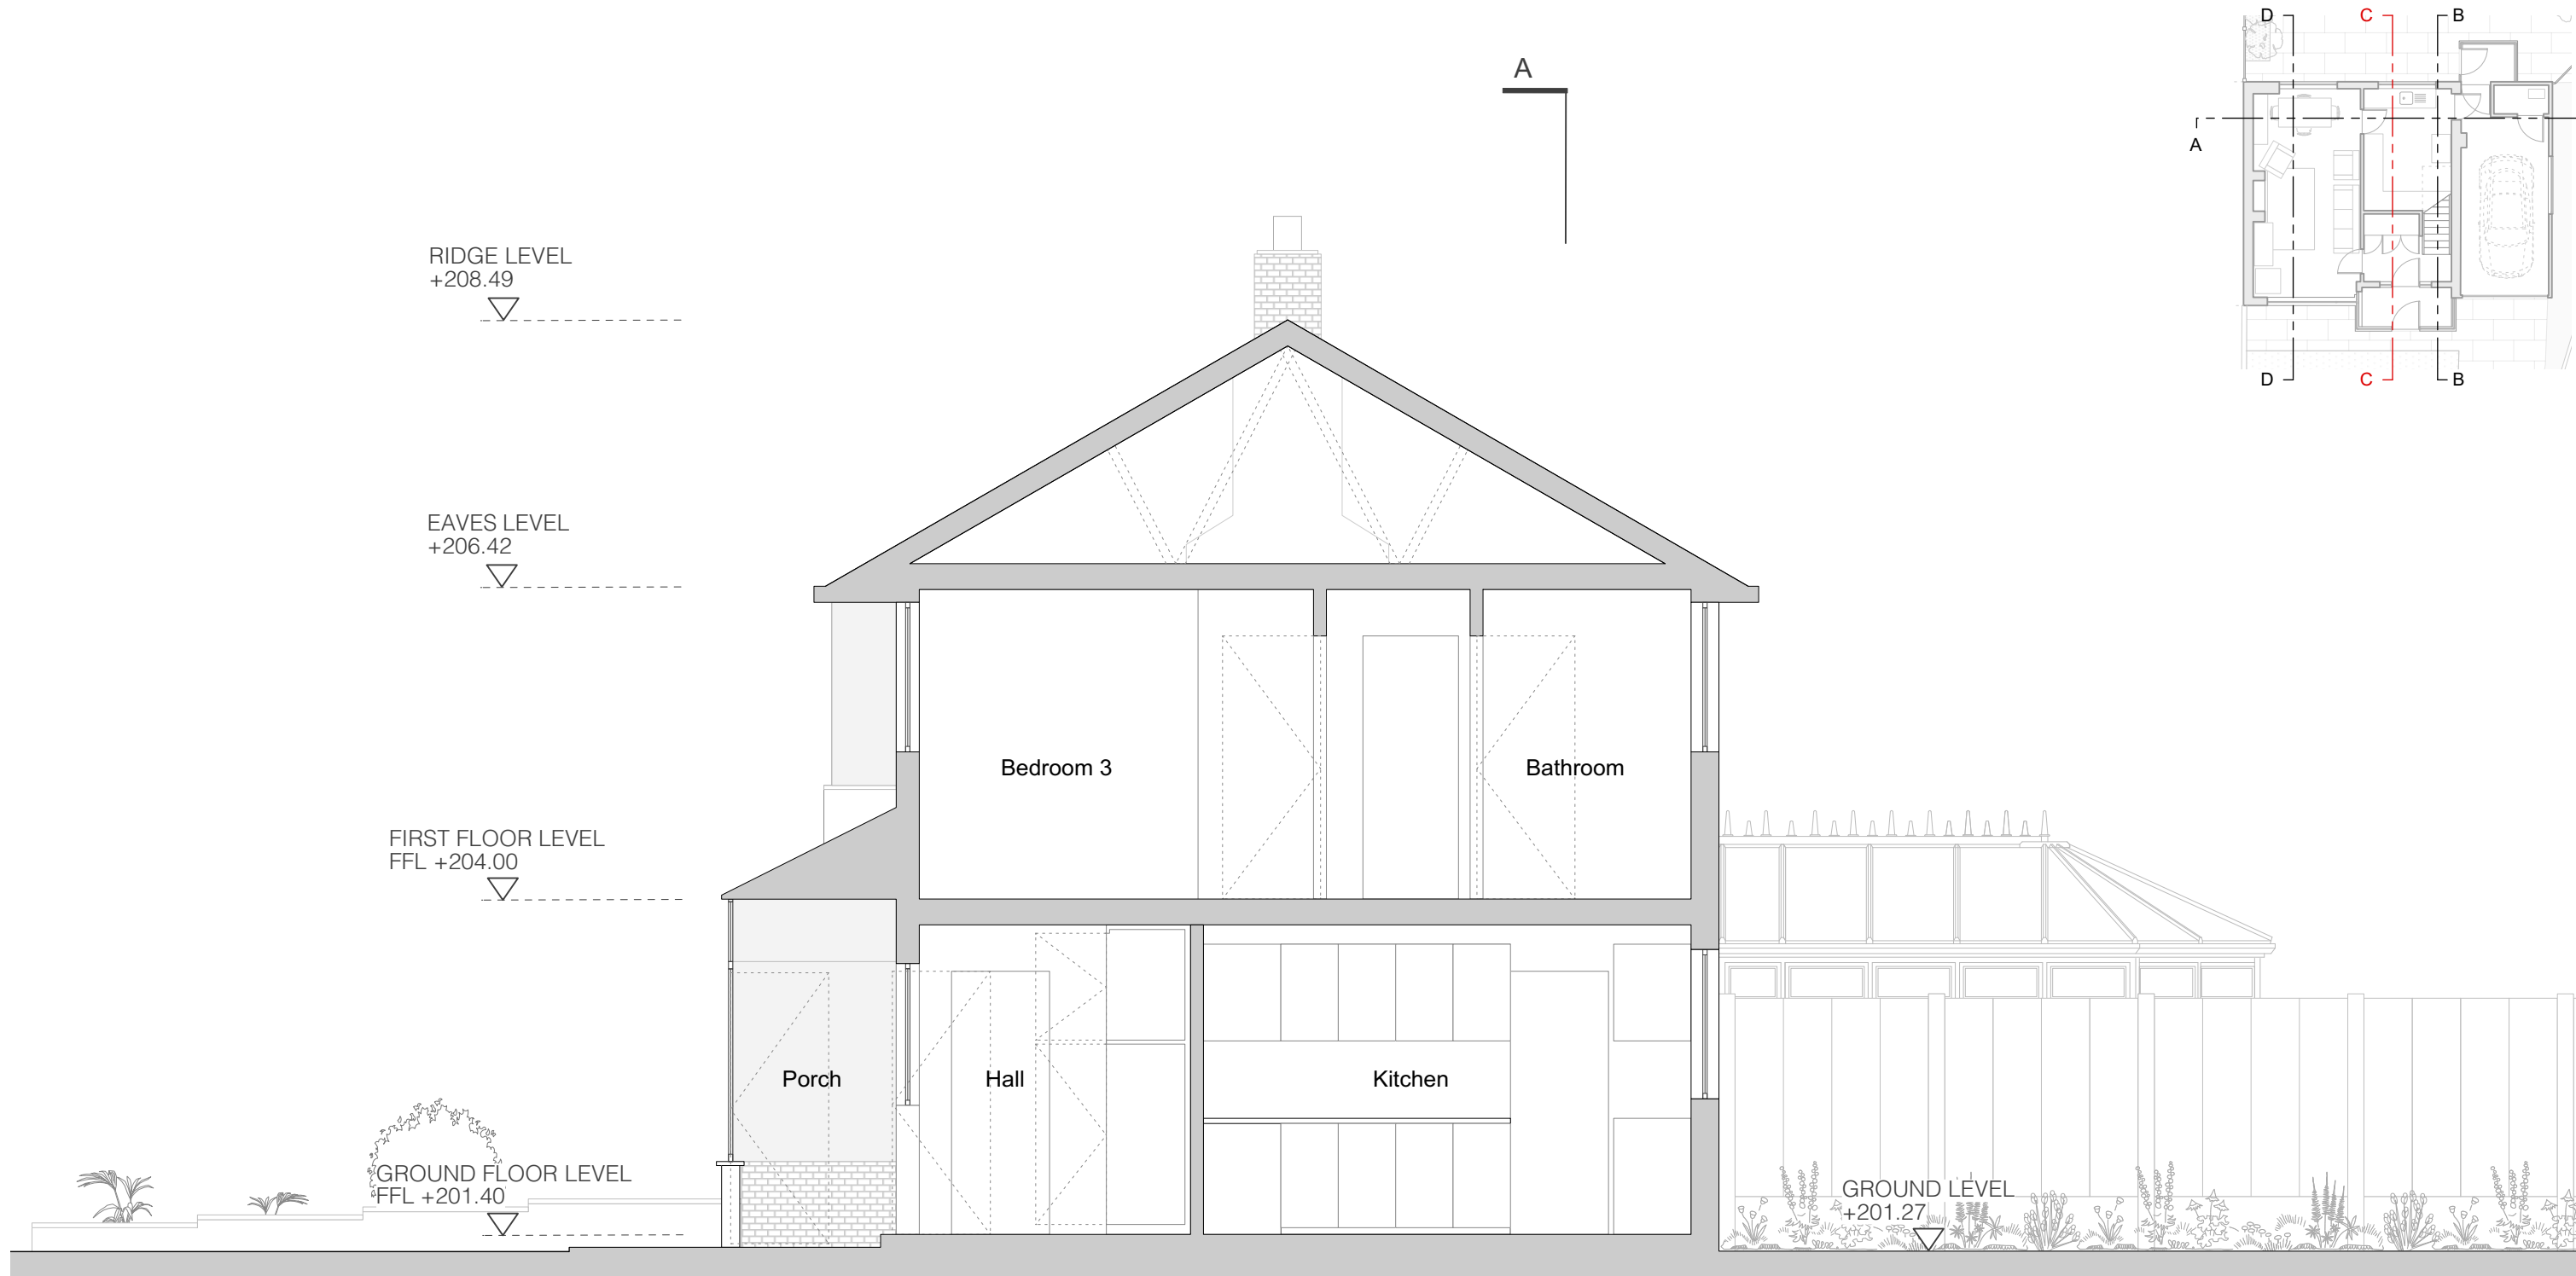 D
C
B
A
A
RIDGE LEVEL
+208.49
D
C
B
EAVES LEVEL
+206.42
Bedroom 3
Bathroom
FIRST FLOOR LEVEL
FFL +204.00
Porch
Hall
Kitchen
GROUND FLOOR LEVEL
FFL +201.40
GROUND LEVEL
+201.27